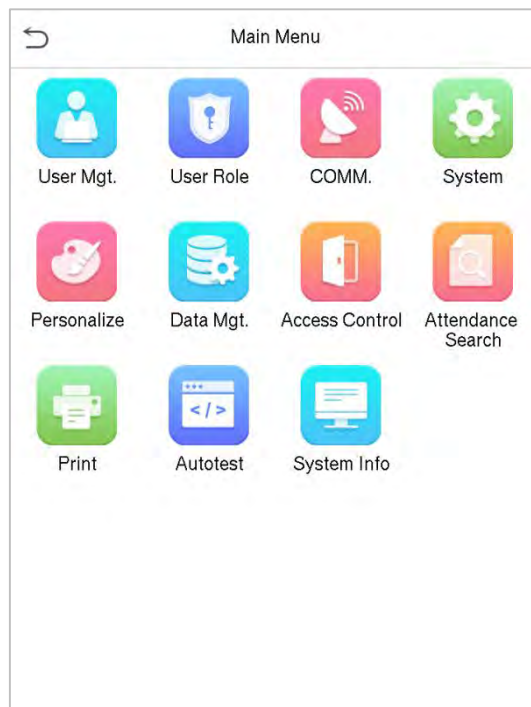 Main Menu
User Mgt.
User Role
COMM.
System
Personalize
Data Mgt.
Access Control
Attendance
Search
</>
Print
Autotest
System Info